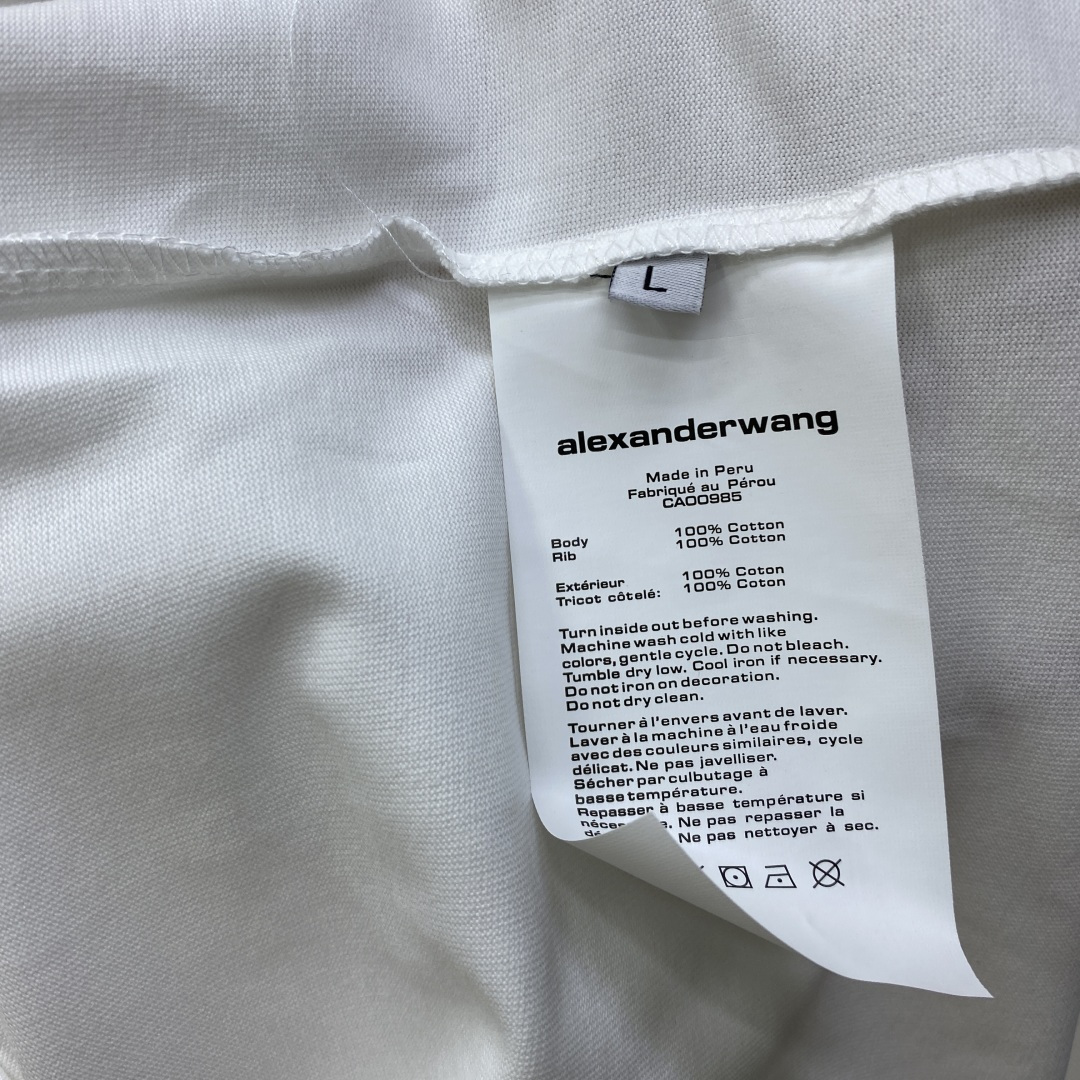 L
alexanderwang
Made in Peru
Fabriqué au Pérou
CA00985
Body 100% Cotton
Rib 100% Cotton
Extérieur 100% Coton
Tricot côtelé: 100% Coton
Turn inside out before washing.
Machine wash cold with like
colors, gentle cycle. Do not bleach.
Tumble dry low. Cool iron if necessary.
Do not iron on decoration.
Do not dry clean.
Tourner à l'envers avant de laver.
Laver à la machine à l'eau froide
avec des couleurs similaires, cycle
délicat. Ne pas javelliser.
Sécher par culbutage à
basse température.
Repasser à basse température si
Ne pas repasser la
Ne pas nettoyer à sec.